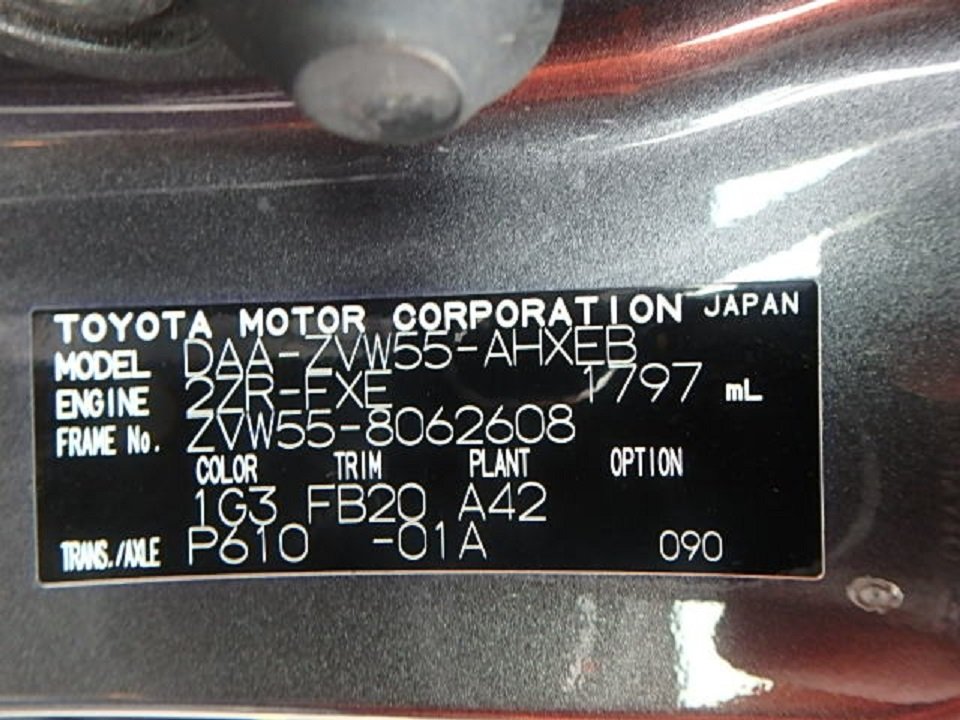 TOYOTA MOTOR CORPORATION JAPAN
MODEL DAA-ZVW55-AHXEB
ENGINE 2ZR-FXE 1797 mL
FRAME No. ZVW55-8062608
COLOR TRIM PLANT OPTION
1G3 FB20 A42
TRANS./AXLE P610 -01A 090